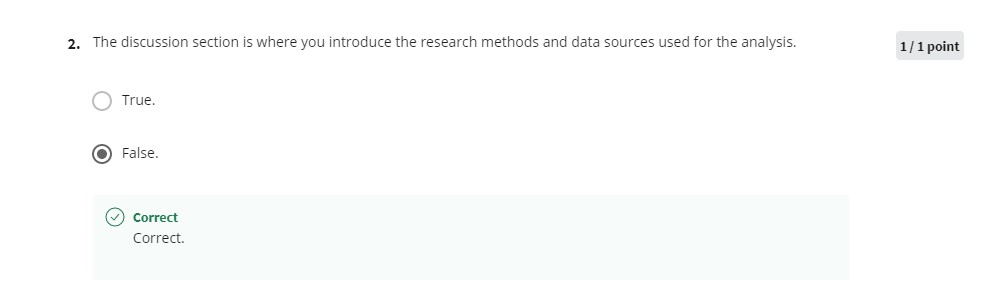 2. The discussion section is where you introduce the research methods and data sources used for the analysis.
1 / 1 point
True.
False.
Correct
Correct.